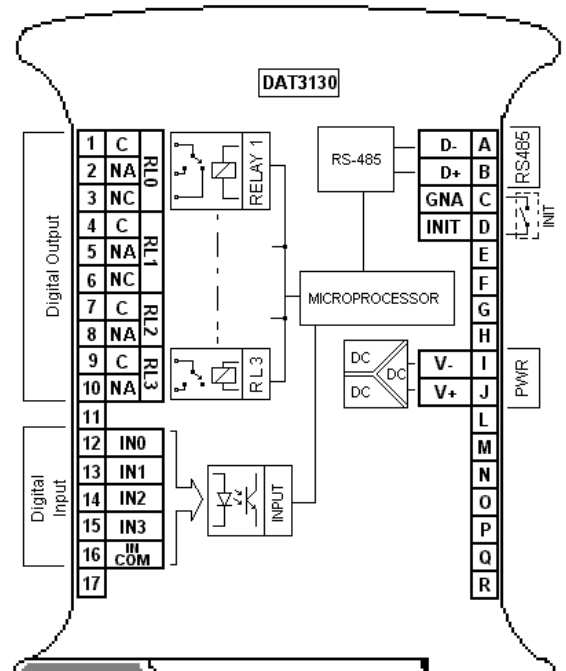 DAT3130
Digital Output
1 C
2 NA
3 NC
RL0
4 C
5 NA
6 NC
RL1
7 C
8 NA
RL2
9 C
10 NA
RL3
11
Digital Input
12 IN0
13 IN1
14 IN2
15 IN3
16 IN COM
17
RELAY 1
RL3
INPUT
RS-485
MICROPROCESSOR
DC
DC
DC
D- A
D+ B
RS485
GNA C
INIT D
INIT
E
F
G
H
V- I
V+ J
PWR
L
M
N
O
P
Q
R